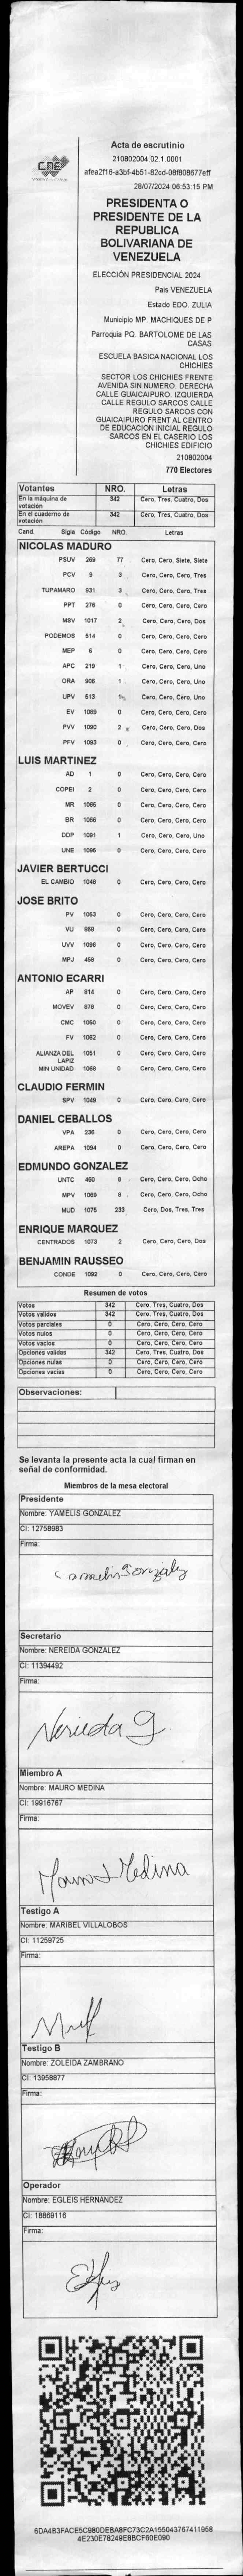 CNE
Acta de escrutinio
210802004.02.1.0001
afea2f16-a3bf-4b51-82cd-08f808677eff
28/07/2024 06:53:15 PM
PRESIDENTA O
PRESIDENTE DE LA
REPUBLICA
BOLIVARIANA DE
VENEZUELA
ELECCIÓN PRESIDENCIAL 2024
Pais VENEZUELA
Estado EDO. ZULIA
Municipio MP. MACHIQUES DE P
Parroquia PQ. BARTOLOME DE LAS
CASAS
ESCUELA BASICA NACIONAL LOS
CHICHIES
SECTOR LOS CHICHIES FRENTE
AVENIDA SIN NUMERO. DERECHA
CALLE GUAICAIPURO. IZQUIERDA
CALLE REGULO SARCOS CALLE
REGULO SARCOS CON
GUAICAIPURO FRENT AL CENTRO
DE EDUCACION INICIAL REGULO
SARCOS EN EL CASERIO LOS
CHICHIES EDIFICIO
210802004
770 Electores
Votantes NRO. Letras
En la máquina de votación 342 Cero, Tres, Cuatro, Dos
En el cuaderno de votación 342 Cero, Tres, Cuatro, Dos
Cand. Sigla Código NRO. Letras
NICOLAS MADURO
PSUV 269 77 Cero, Cero, Siete, Siete
PCV 9 3 Cero, Cero, Cero, Tres
TUPAMARO 931 3 Cero, Cero, Cero, Tres
PPT 276 0 Cero, Cero, Cero, Cero
MSV 1017 2 Cero, Cero, Cero, Dos
PODEMOS 514 0 Cero, Cero, Cero, Cero
MEP 6 0 Cero, Cero, Cero, Cero
APC 219 1 Cero, Cero, Cero, Uno
ORA 906 1 Cero, Cero, Cero, Uno
UPV 513 1 Cero, Cero, Cero, Uno
EV 1089 0 Cero, Cero, Cero, Cero
PVV 1090 2 Cero, Cero, Cero, Dos
PFV 1093 0 Cero, Cero, Cero, Cero
LUIS MARTINEZ
AD 1 0 Cero, Cero, Cero, Cero
COPEI 2 0 Cero, Cero, Cero, Cero
MR 1065 0 Cero, Cero, Cero, Cero
BR 1066 0 Cero, Cero, Cero, Cero
DDP 1091 1 Cero, Cero, Cero, Uno
UNE 1095 0 Cero, Cero, Cero, Cero
JAVIER BERTUCCI
EL CAMBIO 1048 0 Cero, Cero, Cero, Cero
JOSE BRITO
PV 1053 0 Cero, Cero, Cero, Cero
VU 0 Cero, Cero, Cero, Cero
UVV 1096 0 Cero, Cero, Cero, Cero
MPJ 458 0 Cero, Cero, Cero, Cero
ANTONIO ECARRI
AP 814 0 Cero, Cero, Cero, Cero
MOVEV 878 0 Cero, Cero, Cero, Cero
CMC 1050 0 Cero, Cero, Cero, Cero
FV 1052 0 Cero, Cero, Cero, Cero
ALIANZA DEL LAPIZ 1051 0 Cero, Cero, Cero, Cero
MIN UNIDAD 1068 0 Cero, Cero, Cero, Cero
CLAUDIO FERMIN
SPV 1049 0 Cero, Cero, Cero, Cero
DANIEL CEBALLOS
VPA 236 0 Cero, Cero, Cero, Cero
AREPA 1094 0 Cero, Cero, Cero, Cero
EDMUNDO GONZALEZ
UNTC 460 8 Cero, Cero, Cero, Ocho
MPV 1069 8 Cero, Cero, Cero, Ocho
MUD 1075 233 Cero, Dos, Tres, Tres
ENRIQUE MARQUEZ
CENTRADOS 1073 2 Cero, Cero, Cero, Dos
BENJAMIN RAUSSEO
CONDE 1092 0 Cero, Cero, Cero, Cero
Resumen de votos
Votos 342 Cero, Tres, Cuatro, Dos
Votos válidos 342 Cero, Tres, Cuatro, Dos
Votos parciales 0 Cero, Cero, Cero, Cero
Votos nulos 0 Cero, Cero, Cero, Cero
Votos vacíos 0 Cero, Cero, Cero, Cero
Opciones válidas 342 Cero, Tres, Cuatro, Dos
Opciones nulas 0 Cero, Cero, Cero, Cero
Opciones vacías 0 Cero, Cero, Cero, Cero
Observaciones:
Se levanta la presente acta la cual firman en
señal de conformidad.
Miembros de la mesa electoral
Presidente
Nombre: YAMELIS GONZALEZ
CI: 12758983
Firma:
Secretario
Nombre: NEREIDA GONZALEZ
CI: 11394492
Firma:
Nereida G
Miembro A
Nombre: MAURO MEDINA
CI: 19916767
Firma:
Medina
Testigo A
Nombre: MARIBEL VILLALOBOS
CI: 11259725
Firma:
Testigo B
Nombre: ZOLEIDA ZAMBRANO
CI: 13958877
Firma:
Operador
Nombre: EGLEIS HERNANDEZ
CI: 18869116
Firma:
6DA4B3FACE5C980DEBA8FC73C2A155043767411958
4E230E78249E8BCF60E090